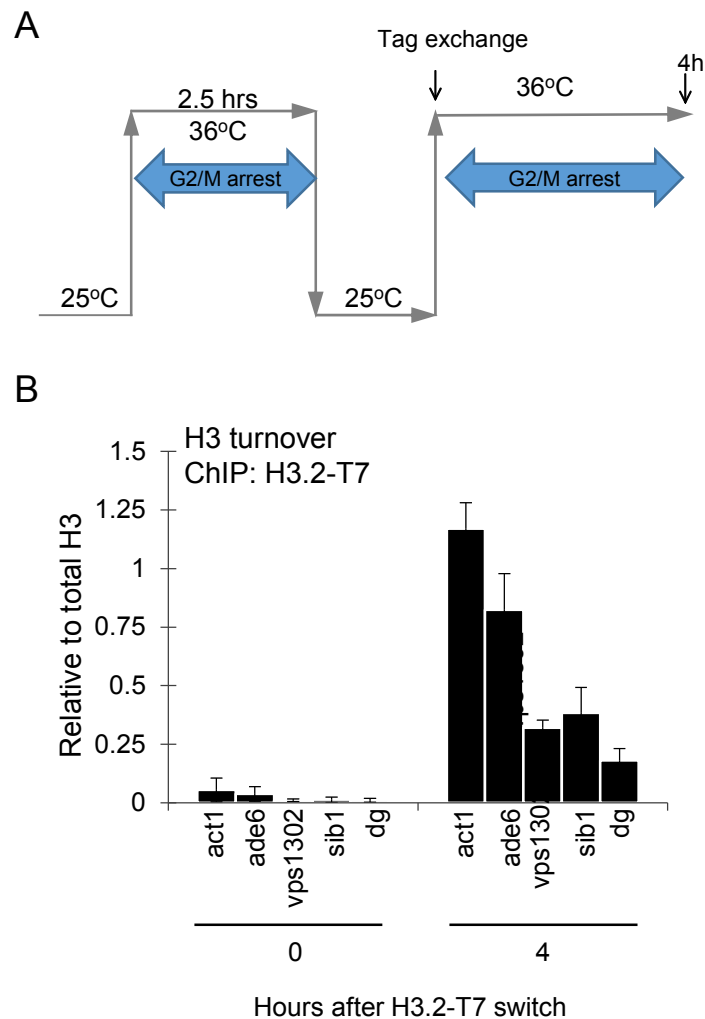 A
Tag exchange
4h
2.5 hrs
36°C
36°C
G2/M arrest
G2/M arrest
25°C
25°C
B
H3 turnover
ChIP: H3.2-T7
Relative to total H3
1.5
1.25
1
0.75
0.5
0.25
0
act1
ade6
vps1302
sib1
dg
act1
ade6
vps130
sib1
dg
0
4
Hours after H3.2-T7 switch